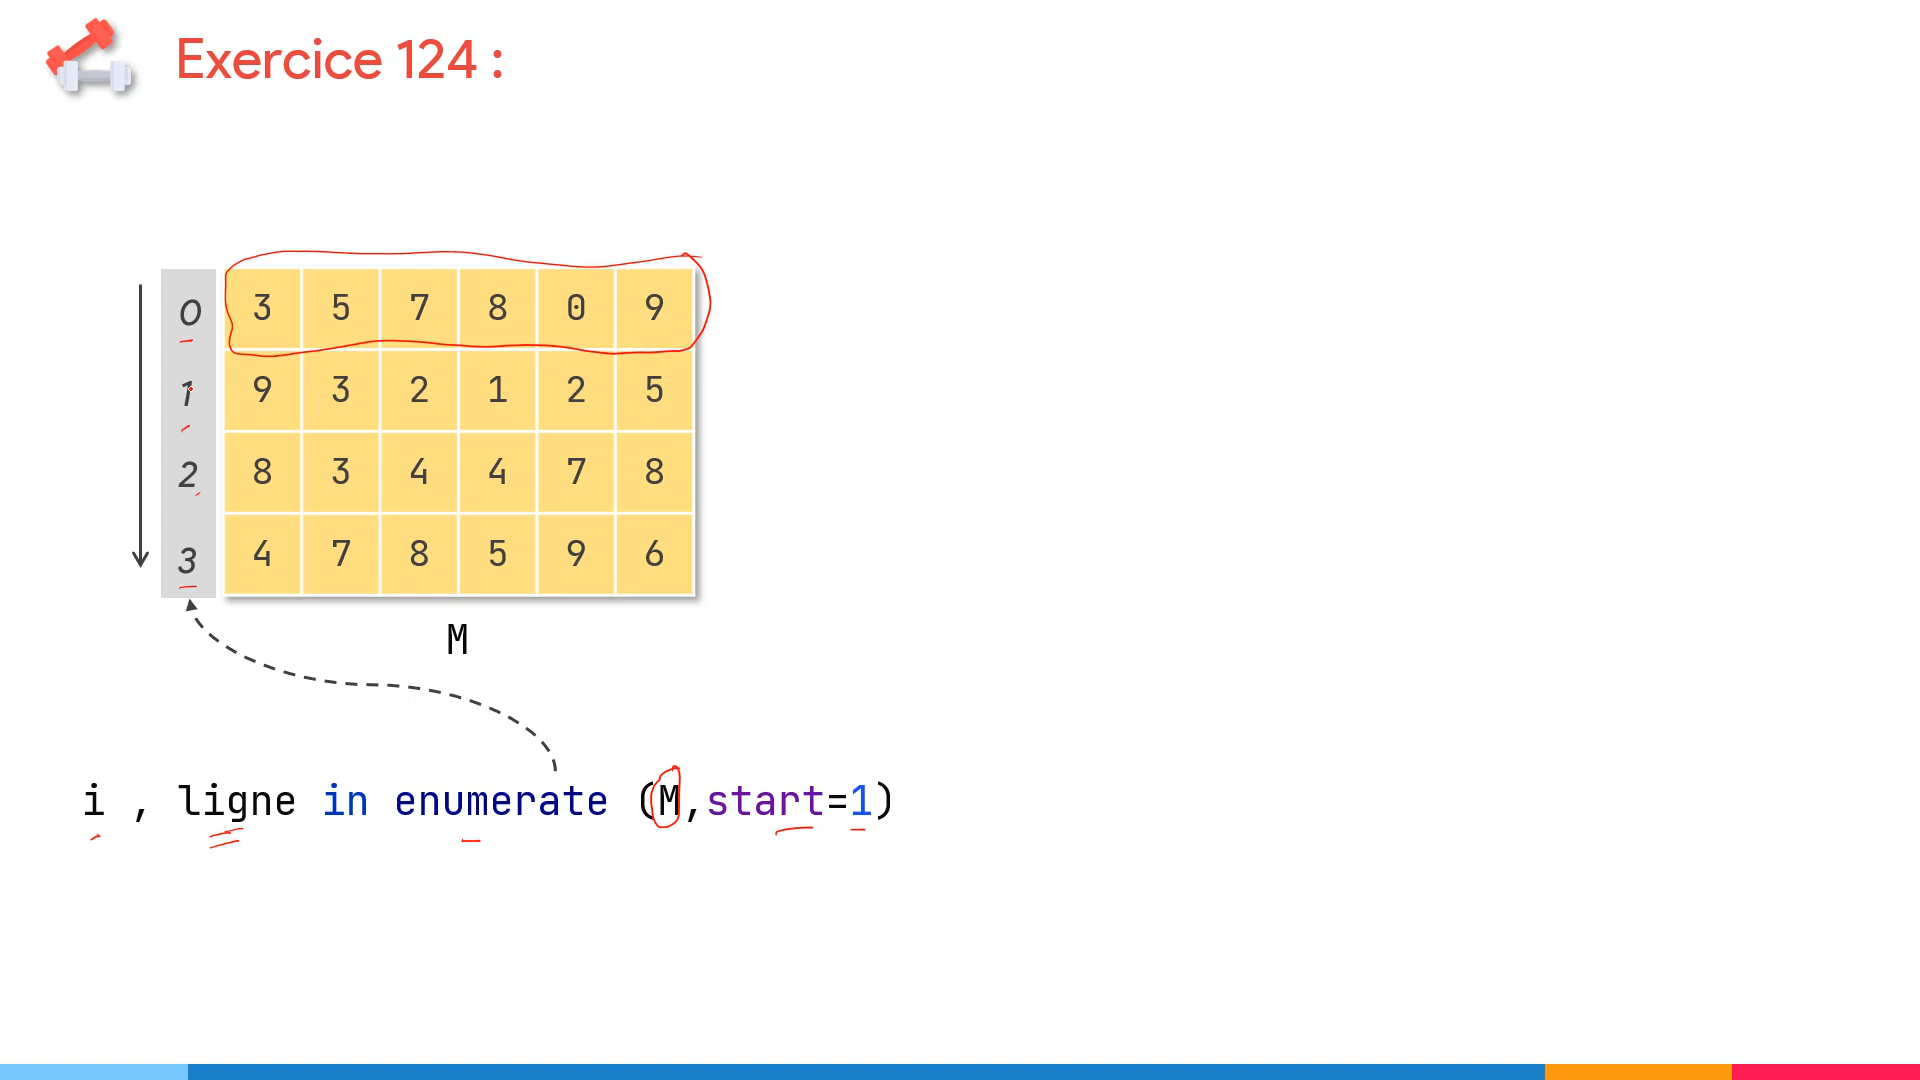 Exercice 124 :
0 3 5 7 8 0 9
1 9 3 2 1 2 5
2 8 3 4 4 7 8
3 4 7 8 5 9 6
M
i , ligne in enumerate (M,start=1)